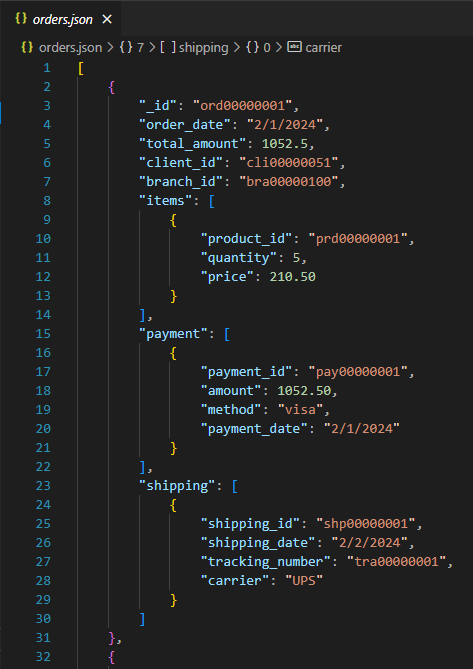 orders.json ×
orders.json > {} 7 > [ ] shipping > {} 0 > abc carrier
1 [
2 {
3 "_id": "ord00000001",
4 "order_date": "2/1/2024",
5 "total_amount": 1052.5,
6 "client_id": "cli00000051",
7 "branch_id": "bra00000100",
8 "items": [
9 {
10 "product_id": "prd00000001",
11 "quantity": 5,
12 "price": 210.50
13 }
14 ],
15 "payment": [
16 {
17 "payment_id": "pay00000001",
18 "amount": 1052.50,
19 "method": "visa",
20 "payment_date": "2/1/2024"
21 }
22 ],
23 "shipping": [
24 {
25 "shipping_id": "shp00000001",
26 "shipping_date": "2/2/2024",
27 "tracking_number": "tra00000001",
28 "carrier": "UPS"
29 }
30 ]
31 },
32 {